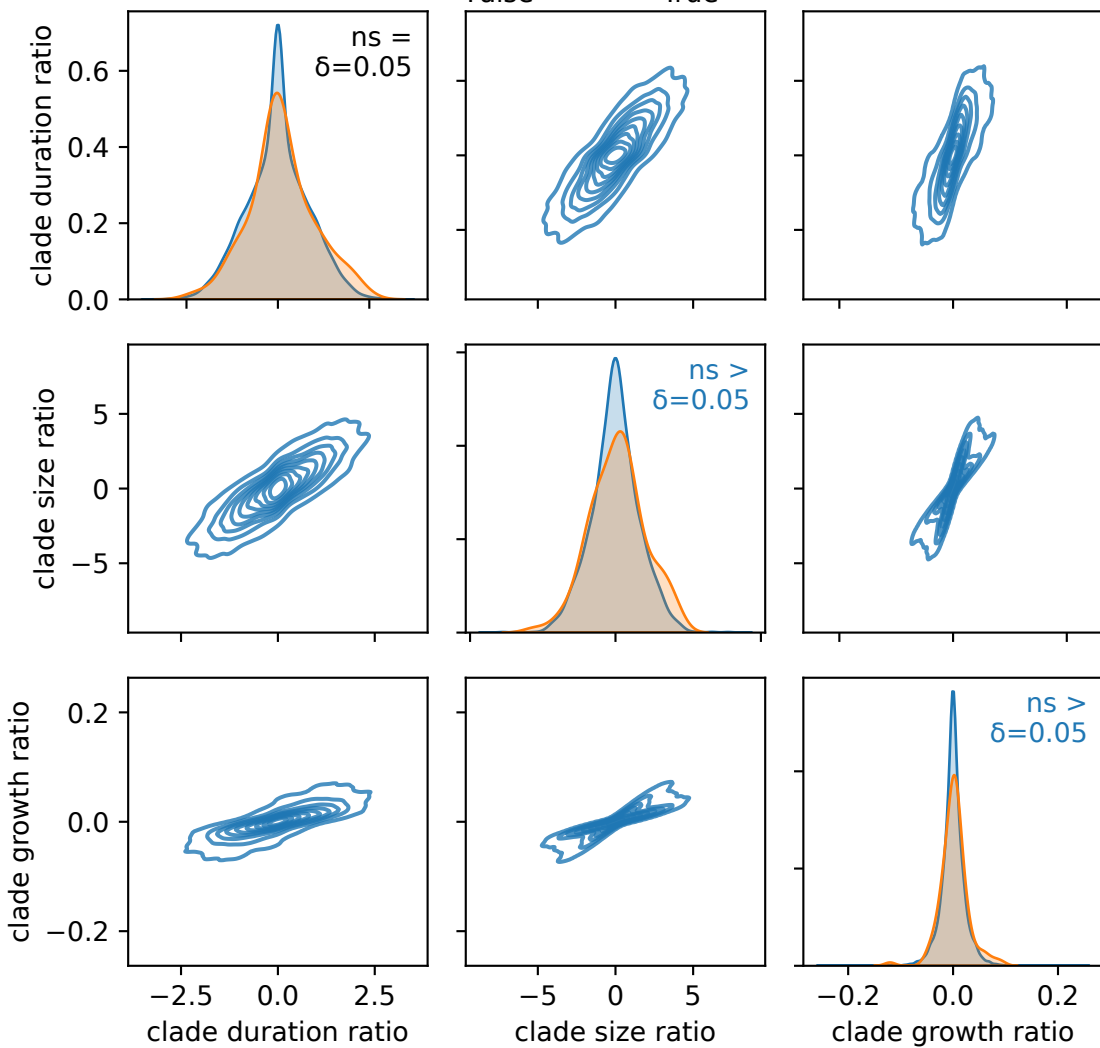 clade duration ratio
0.6
0.4
0.2
0.0
ns =
δ=0.05
clade size ratio
5
0
−5
ns >
δ=0.05
clade growth ratio
0.2
0.0
−0.2
ns >
δ=0.05
−2.5 0.0 2.5
−5 0 5
−0.2 0.0 0.2
clade duration ratio
clade size ratio
clade growth ratio